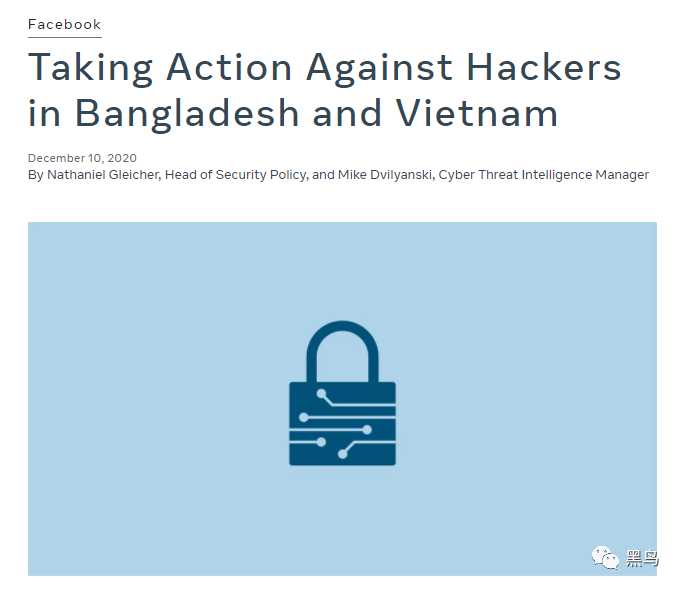 Facebook
Taking Action Against Hackers
in Bangladesh and Vietnam
December 10, 2020
By Nathaniel Gleicher, Head of Security Policy, and Mike Dvilyanski, Cyber Threat Intelligence Manager
黑鸟